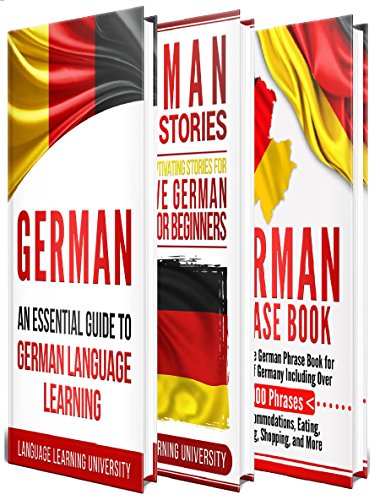 GERMAN
AN ESSENTIAL GUIDE TO
GERMAN LANGUAGE
LEARNING
LANGUAGE LEARNING UNIVERSITY
MAN
STORIES
TIVATING STORIES FOR
VE GERMAN
OR BEGINNERS
RNING UNIVERSITY
RMAN
ASE BOOK
e German Phrase Book for
f Germany Including Over
00 Phrases <
ommodations, Eating,
g, Shopping, and More